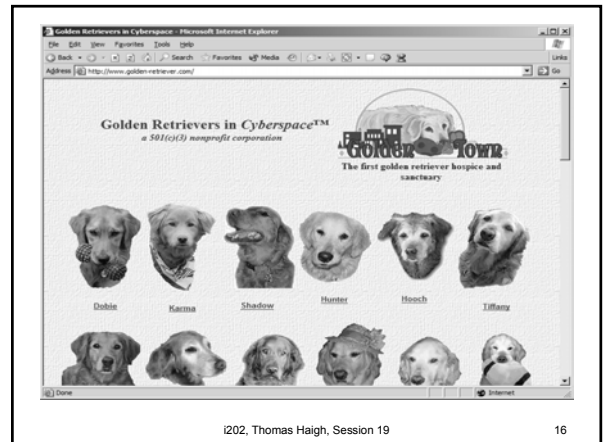 Golden Retrievers in Cyberspace - Microsoft Internet Explorer
File Edit View Favorites Tools Help
Back Search Favorites Media Links
Address http://www.golden-retriever.com/ Go
Golden Retrievers in Cyberspace™
a 501(c)(3) nonprofit corporation
Golden Town
The first golden retriever hospice and
sanctuary
Dobie Karma Shadow Hunter Hooch Tiffany
Done Internet
i202, Thomas Haigh, Session 19 16